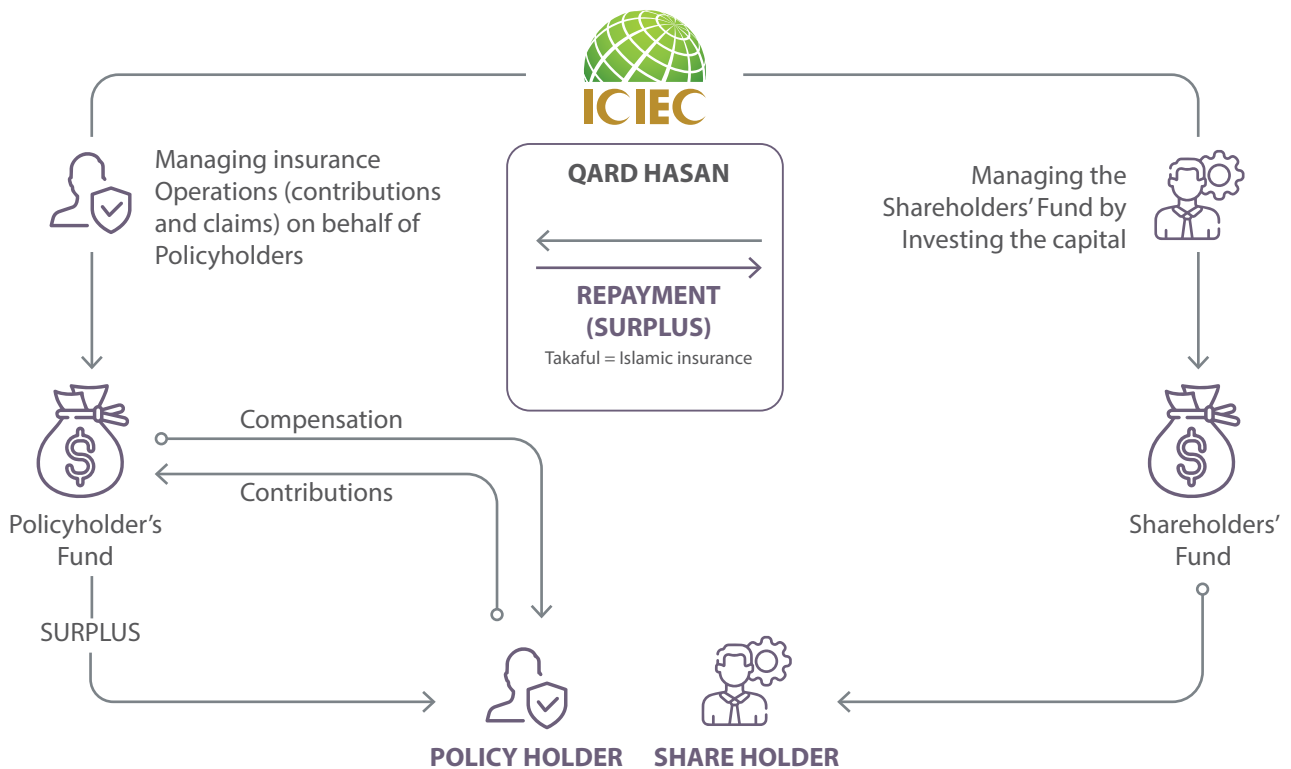 ICIEC
Managing insurance
Operations (contributions
and claims) on behalf of
Policyholders
QARD HASAN
REPAYMENT
(SURPLUS)
Takaful = Islamic insurance
Managing the
Shareholders’ Fund by
Investing the capital
$
Policyholder’s
Fund
Compensation
Contributions
$
Shareholders’
Fund
SURPLUS
POLICY HOLDER
SHARE HOLDER